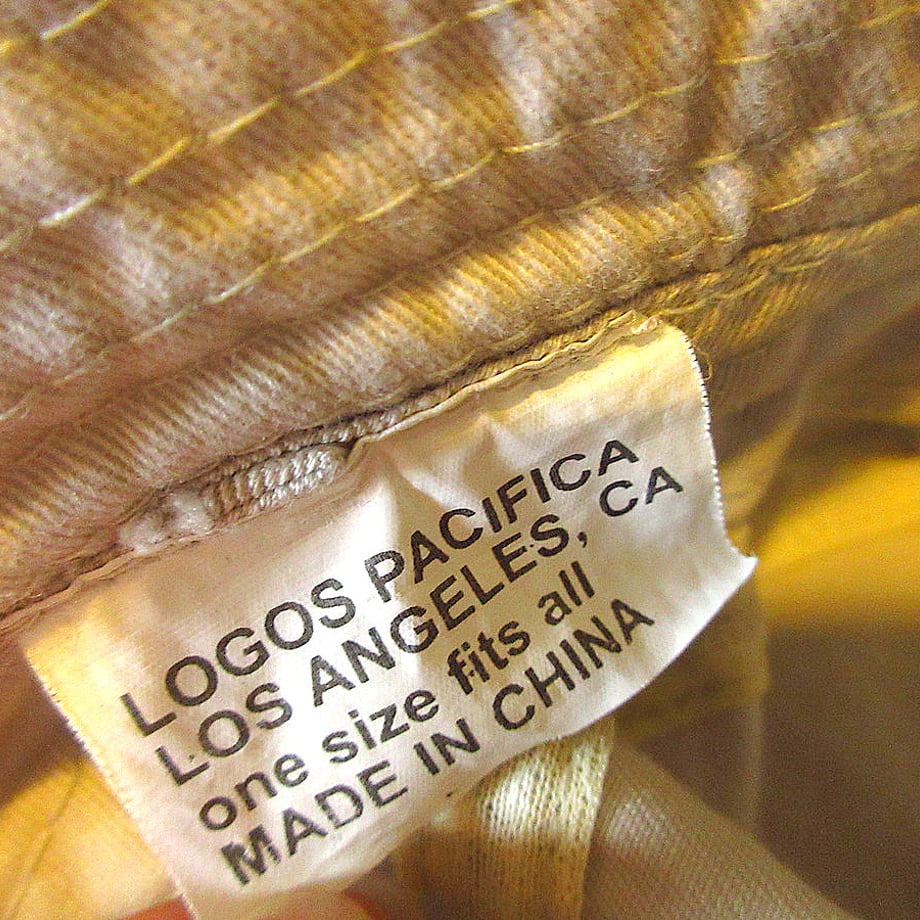 LOGOS PACIFICA
LOS ANGELES, CA
one size fits all
MADE IN CHINA